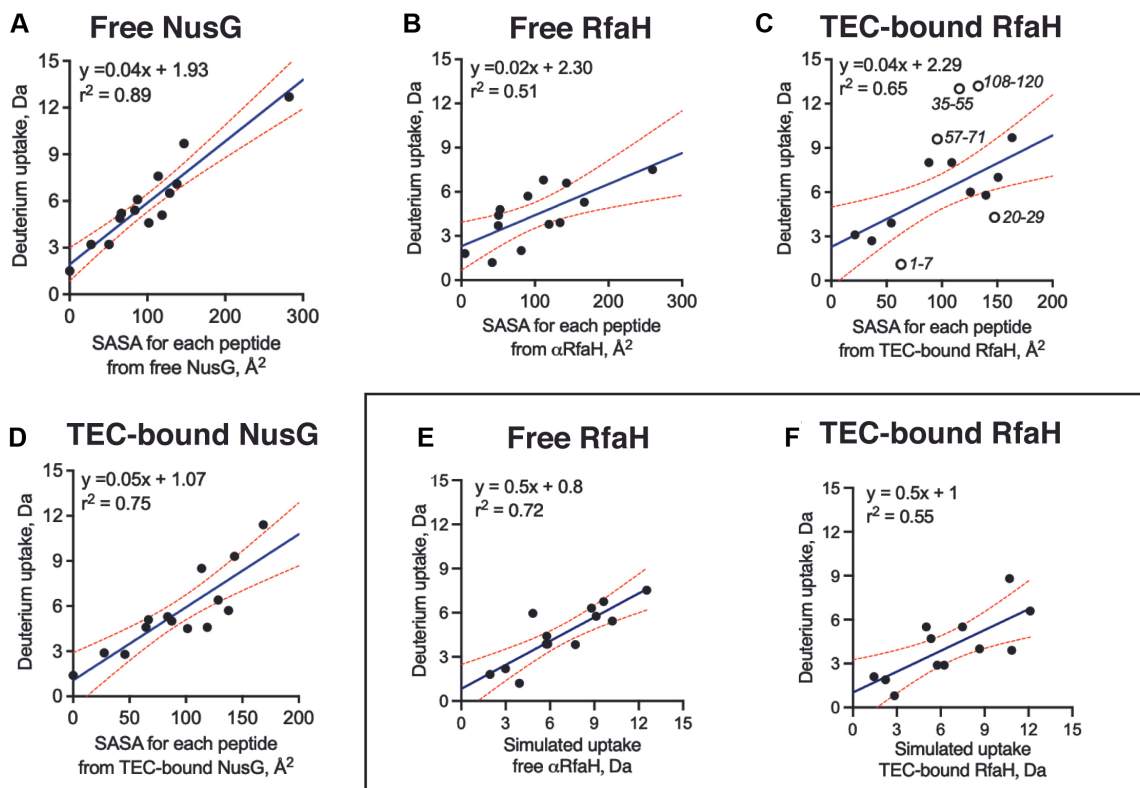 A
Free NusG
y =0.04x + 1.93
r² = 0.89
Deuterium uptake, Da
15
12
9
6
3
0
0 100 200 300
SASA for each peptide
from free NusG, Å²
B
Free RfaH
y =0.02x + 2.30
r² = 0.51
Deuterium uptake, Da
15
12
9
6
3
0
0 100 200 300
SASA for each peptide
from αRfaH, Å²
C
TEC-bound RfaH
y =0.04x + 2.29
r² = 0.65
108-120
35-55
57-71
20-29
1-7
Deuterium uptake, Da
15
12
9
6
3
0
0 50 100 150 200
SASA for each peptide
from TEC-bound RfaH, Å²
D
TEC-bound NusG
y =0.05x + 1.07
r² = 0.75
Deuterium uptake, Da
15
12
9
6
3
0
0 50 100 150 200
SASA for each peptide
from TEC-bound NusG, Å²
E
Free RfaH
y = 0.5x + 0.8
r² = 0.72
Deuterium uptake, Da
15
12
9
6
3
0
0 3 6 9 12 15
Simulated uptake
free αRfaH, Da
F
TEC-bound RfaH
y = 0.5x + 1
r² = 0.55
Deuterium uptake, Da
15
12
9
6
3
0
0 3 6 9 12 15
Simulated uptake
TEC-bound RfaH, Da